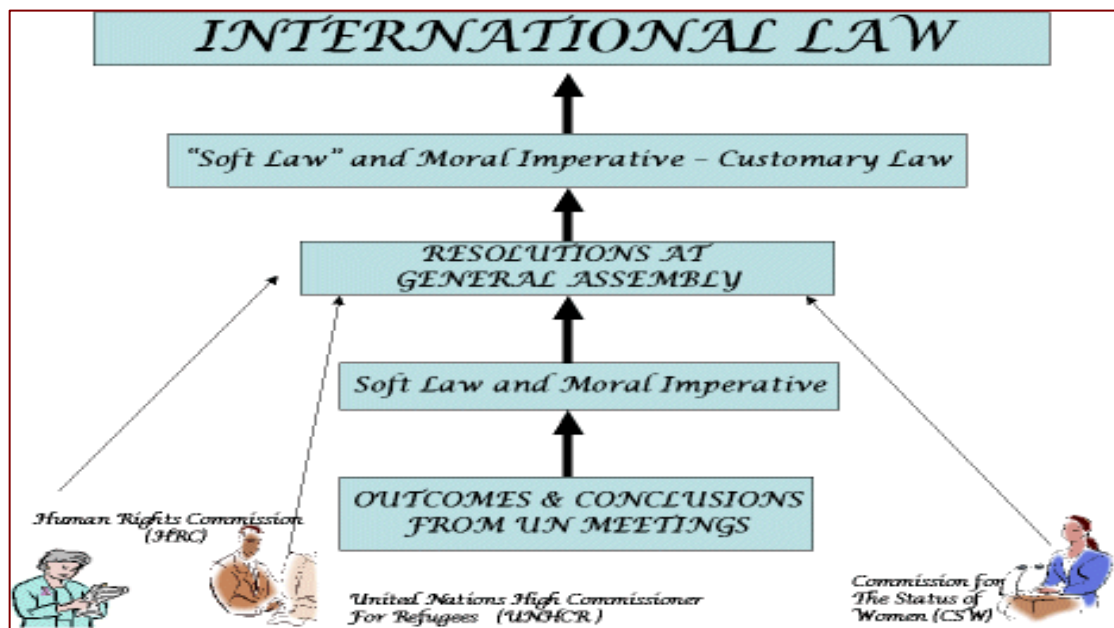 INTERNATIONAL LAW
“Soft Law” and Moral Imperative – Customary Law
RESOLUTIONS AT
GENERAL ASSEMBLY
Soft Law and Moral Imperative
OUTCOMES & CONCLUSIONS
FROM UN MEETINGS
Human Rights Commission
(HRC)
United Nations High Commissioner
For Refugees (UNHCR )
Commission for
The Status of
Women (CSW)